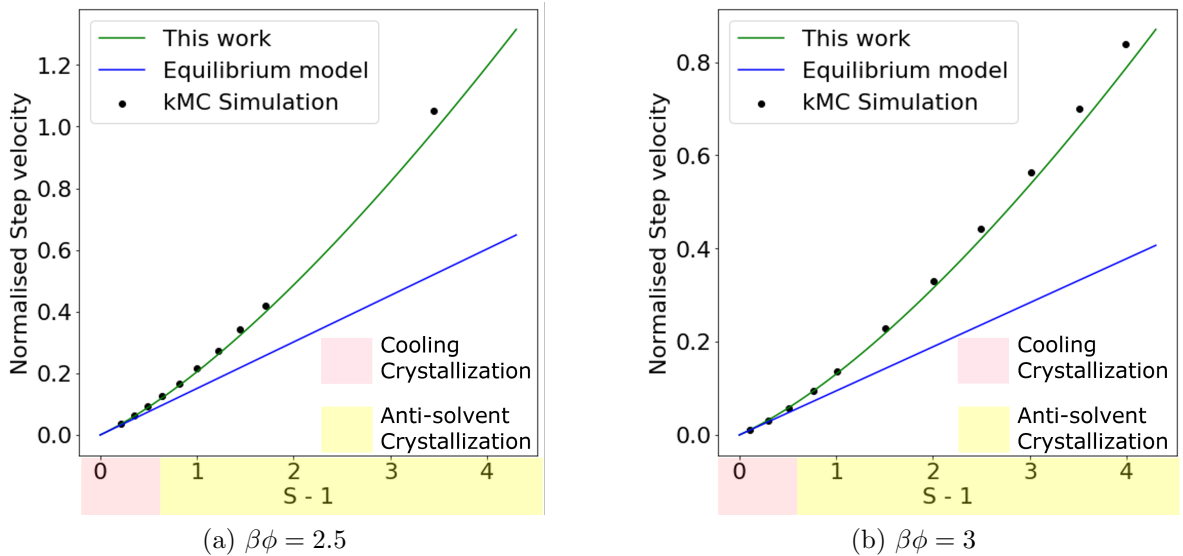 This work
Equilibrium model
kMC Simulation
Normalised Step velocity
1.2
1.0
0.8
0.6
0.4
0.2
0.0
Cooling
Crystallization
Anti-solvent
Crystallization
0 1 2 3 4
S - 1
(a) βϕ = 2.5
This work
Equilibrium model
kMC Simulation
Normalised Step velocity
0.8
0.6
0.4
0.2
0.0
Cooling
Crystallization
Anti-solvent
Crystallization
0 1 2 3 4
S - 1
(b) βϕ = 3